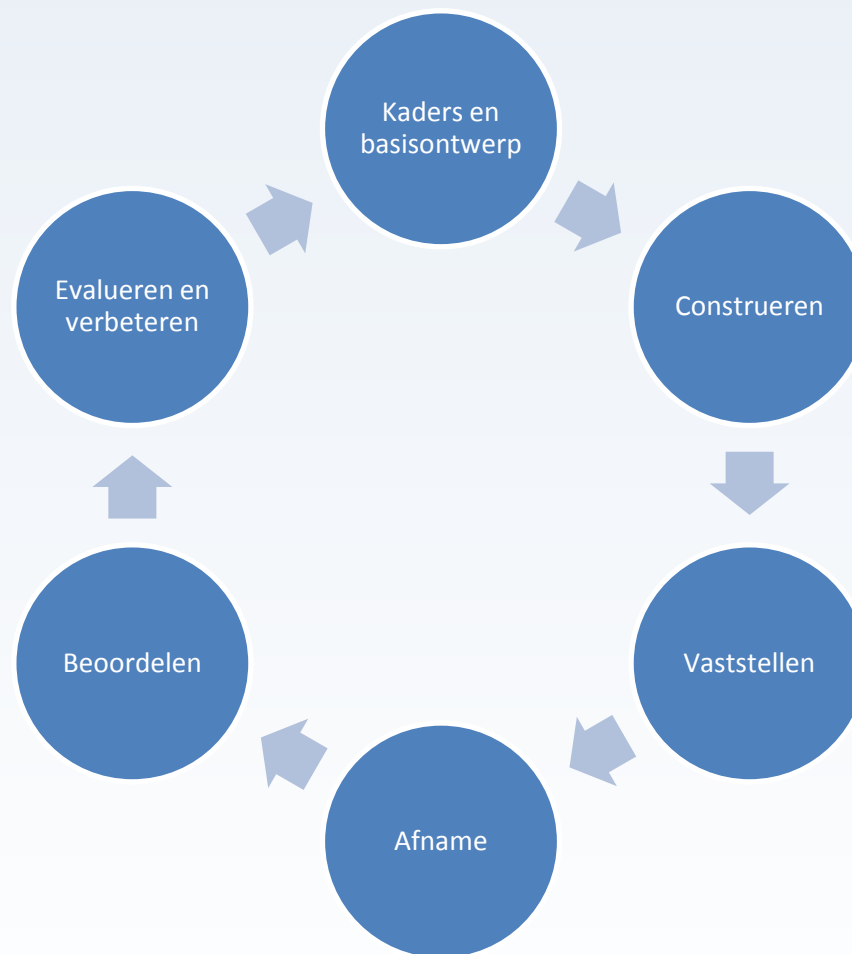 Kaders en
basisontwerp
Construeren
Vaststellen
Afname
Beoordelen
Evalueren en
verbeteren